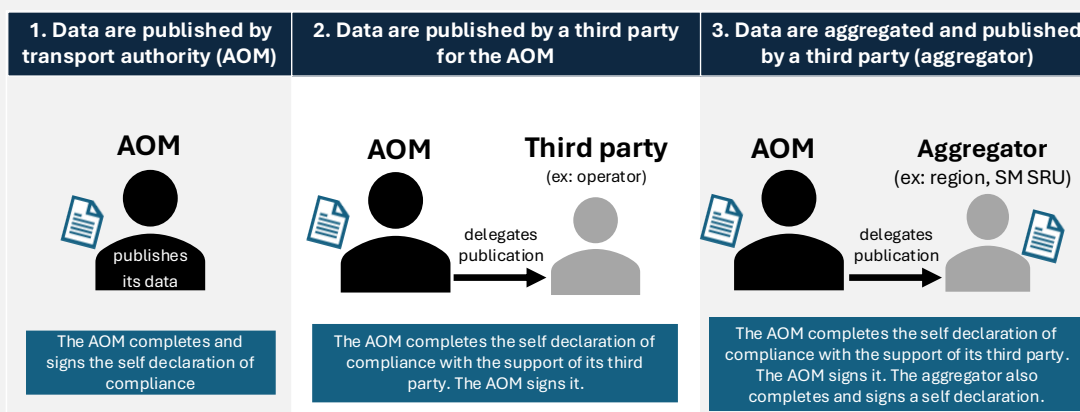 1. Data are published by
transport authority (AOM)
2. Data are published by a third party
for the AOM
3. Data are aggregated and published
by a third party (aggregator)
AOM
publishes
its data
The AOM completes and
signs the self declaration of
compliance
AOM
Third party
(ex: operator)
delegates
publication
The AOM completes the self declaration of
compliance with the support of its third
party. The AOM signs it.
AOM
Aggregator
(ex: region, SM SRU)
delegates
publication
The AOM completes the self declaration of
compliance with the support of its third party.
The AOM signs it. The aggregator also
completes and signs a self declaration.